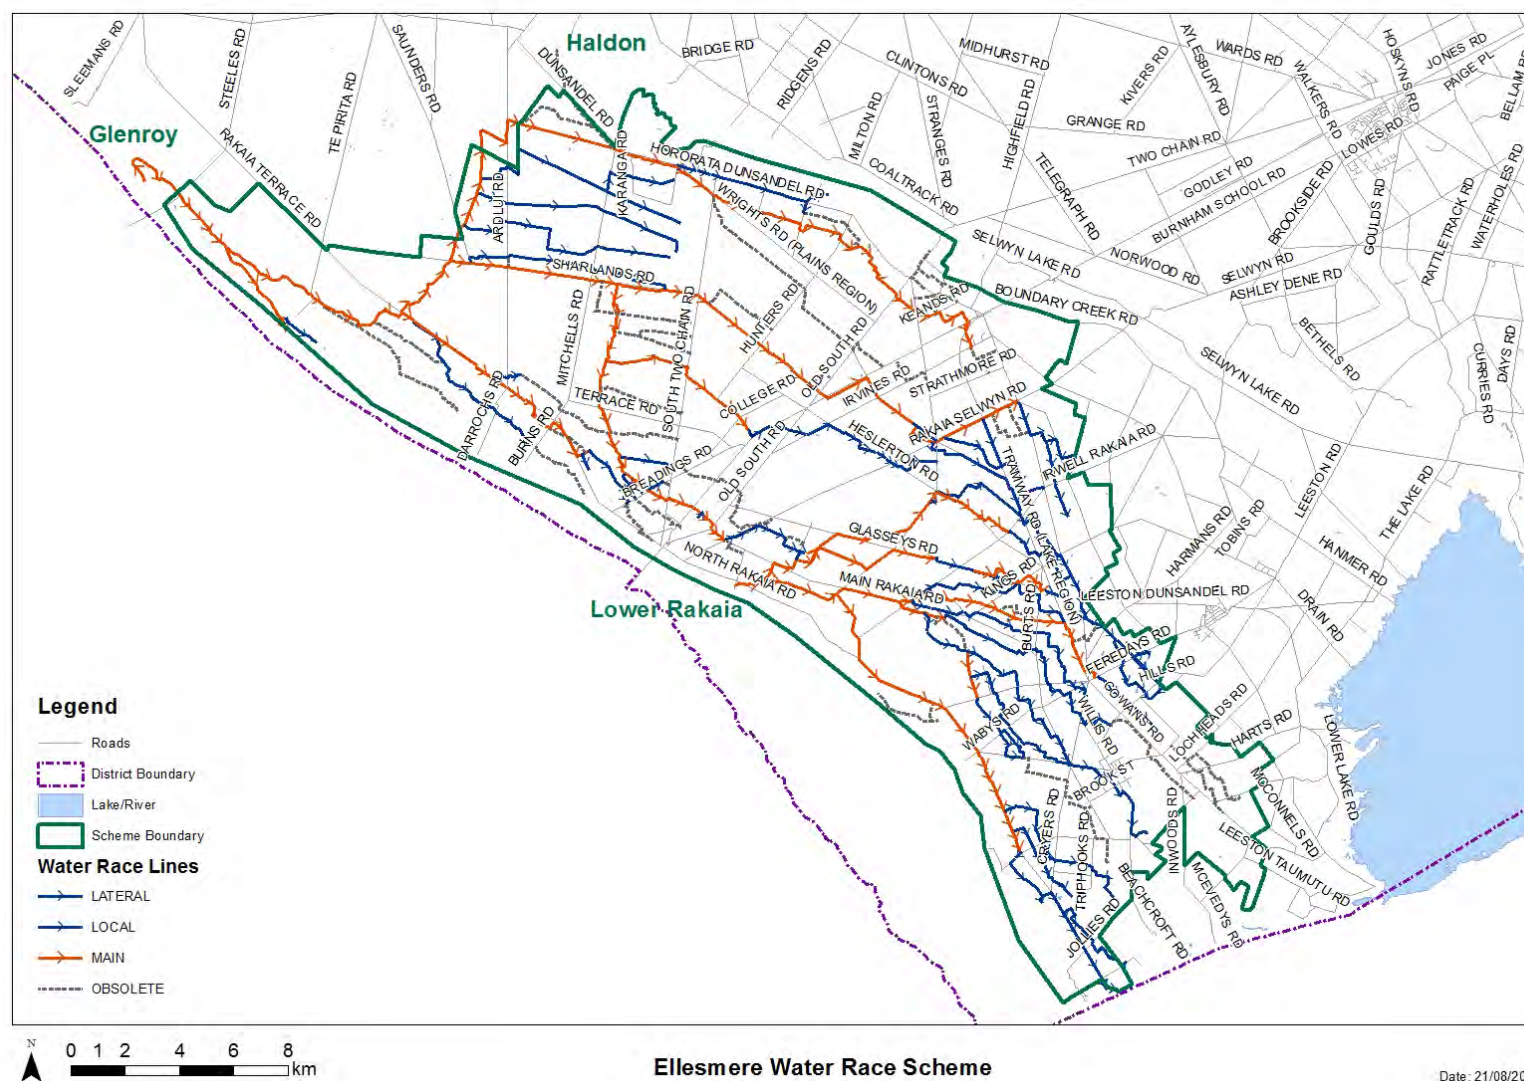 SLEEMANS RD
STEELES RD
TE PIRITA RD
SAUNDERS RD
DUNSANDEL RD
Haldon
BRIDGE RD
RIDGENS RD
CLINTONS RD
MIDHURST RD
KIVERS RD
AYLESBURY RD
WARDS RD
WALKERS RD
HOSKYNS RD
JONES RD
PAIGE PL
BELLAM RD
Glenroy
RAKAIA TERRACE RD
MILTON RD
STRANGES RD
HIGHFIELD RD
GRANGE RD
TWO CHAIN RD
LOWES RD
GODLEY RD
BURNHAM SCHOOL RD
BROOKSIDE RD
GOULDS RD
RATTLETRACK RD
WATERHOLES RD
TELEGRAPH RD
COALTRACK RD
HORORATA DUNSANDEL RD
KARANGA RD
ARDLUI RD
WRIGHTS RD (PLAINS REGION)
SELWYN LAKE RD
NORWOOD RD
SELWYN RD
ASHLEY DENE RD
SHARLANDS RD
BOUNDARY CREEK RD
KEANDS RD
HUNTERS RD
OLD SOUTH RD
MITCHELLS RD
SOUTH TWO CHAIN RD
BETHELS RD
SELWYN LAKE RD
CURRIES RD
DAYS RD
STRATHMORE RD
IRVINES RD
COLLEGE RD
TERRACE RD
DARROCHS RD
BURNS RD
RAKAIA SELWYN RD
HESLERTON RD
OLD SOUTH RD
BREADINGS RD
TRAMWAY RD (LAKE REGION)
IRWELL RAKAIA RD
LEESTON RD
THE LAKE RD
HARMANS RD
TOBINS RD
HANMER RD
GLASSEYS RD
NORTH RAKAIA RD
MAIN RAKAIA RD
KINGS RD
BURTS RD
LEESTON DUNSANDEL RD
DRAIN RD
Lower Rakaia
FEREDAYS RD
HILLS RD
GOWANS RD
WILLIS RD
WABYS RD
LOCHHEADS RD
HARTS RD
LOWER LAKE RD
MCCONNELS RD
BROOK ST
CRYERS RD
TRIPHOOKS RD
INWOODS RD
LEESTON TAUMUTU RD
BEACHCROFT RD
MCEVEDYS RD
JOLLIES RD
Legend
Roads
District Boundary
Lake/River
Scheme Boundary
Water Race Lines
LATERAL
LOCAL
MAIN
OBSOLETE
N
0 1 2 4 6 8
km
Ellesmere Water Race Scheme
Date: 21/08/20